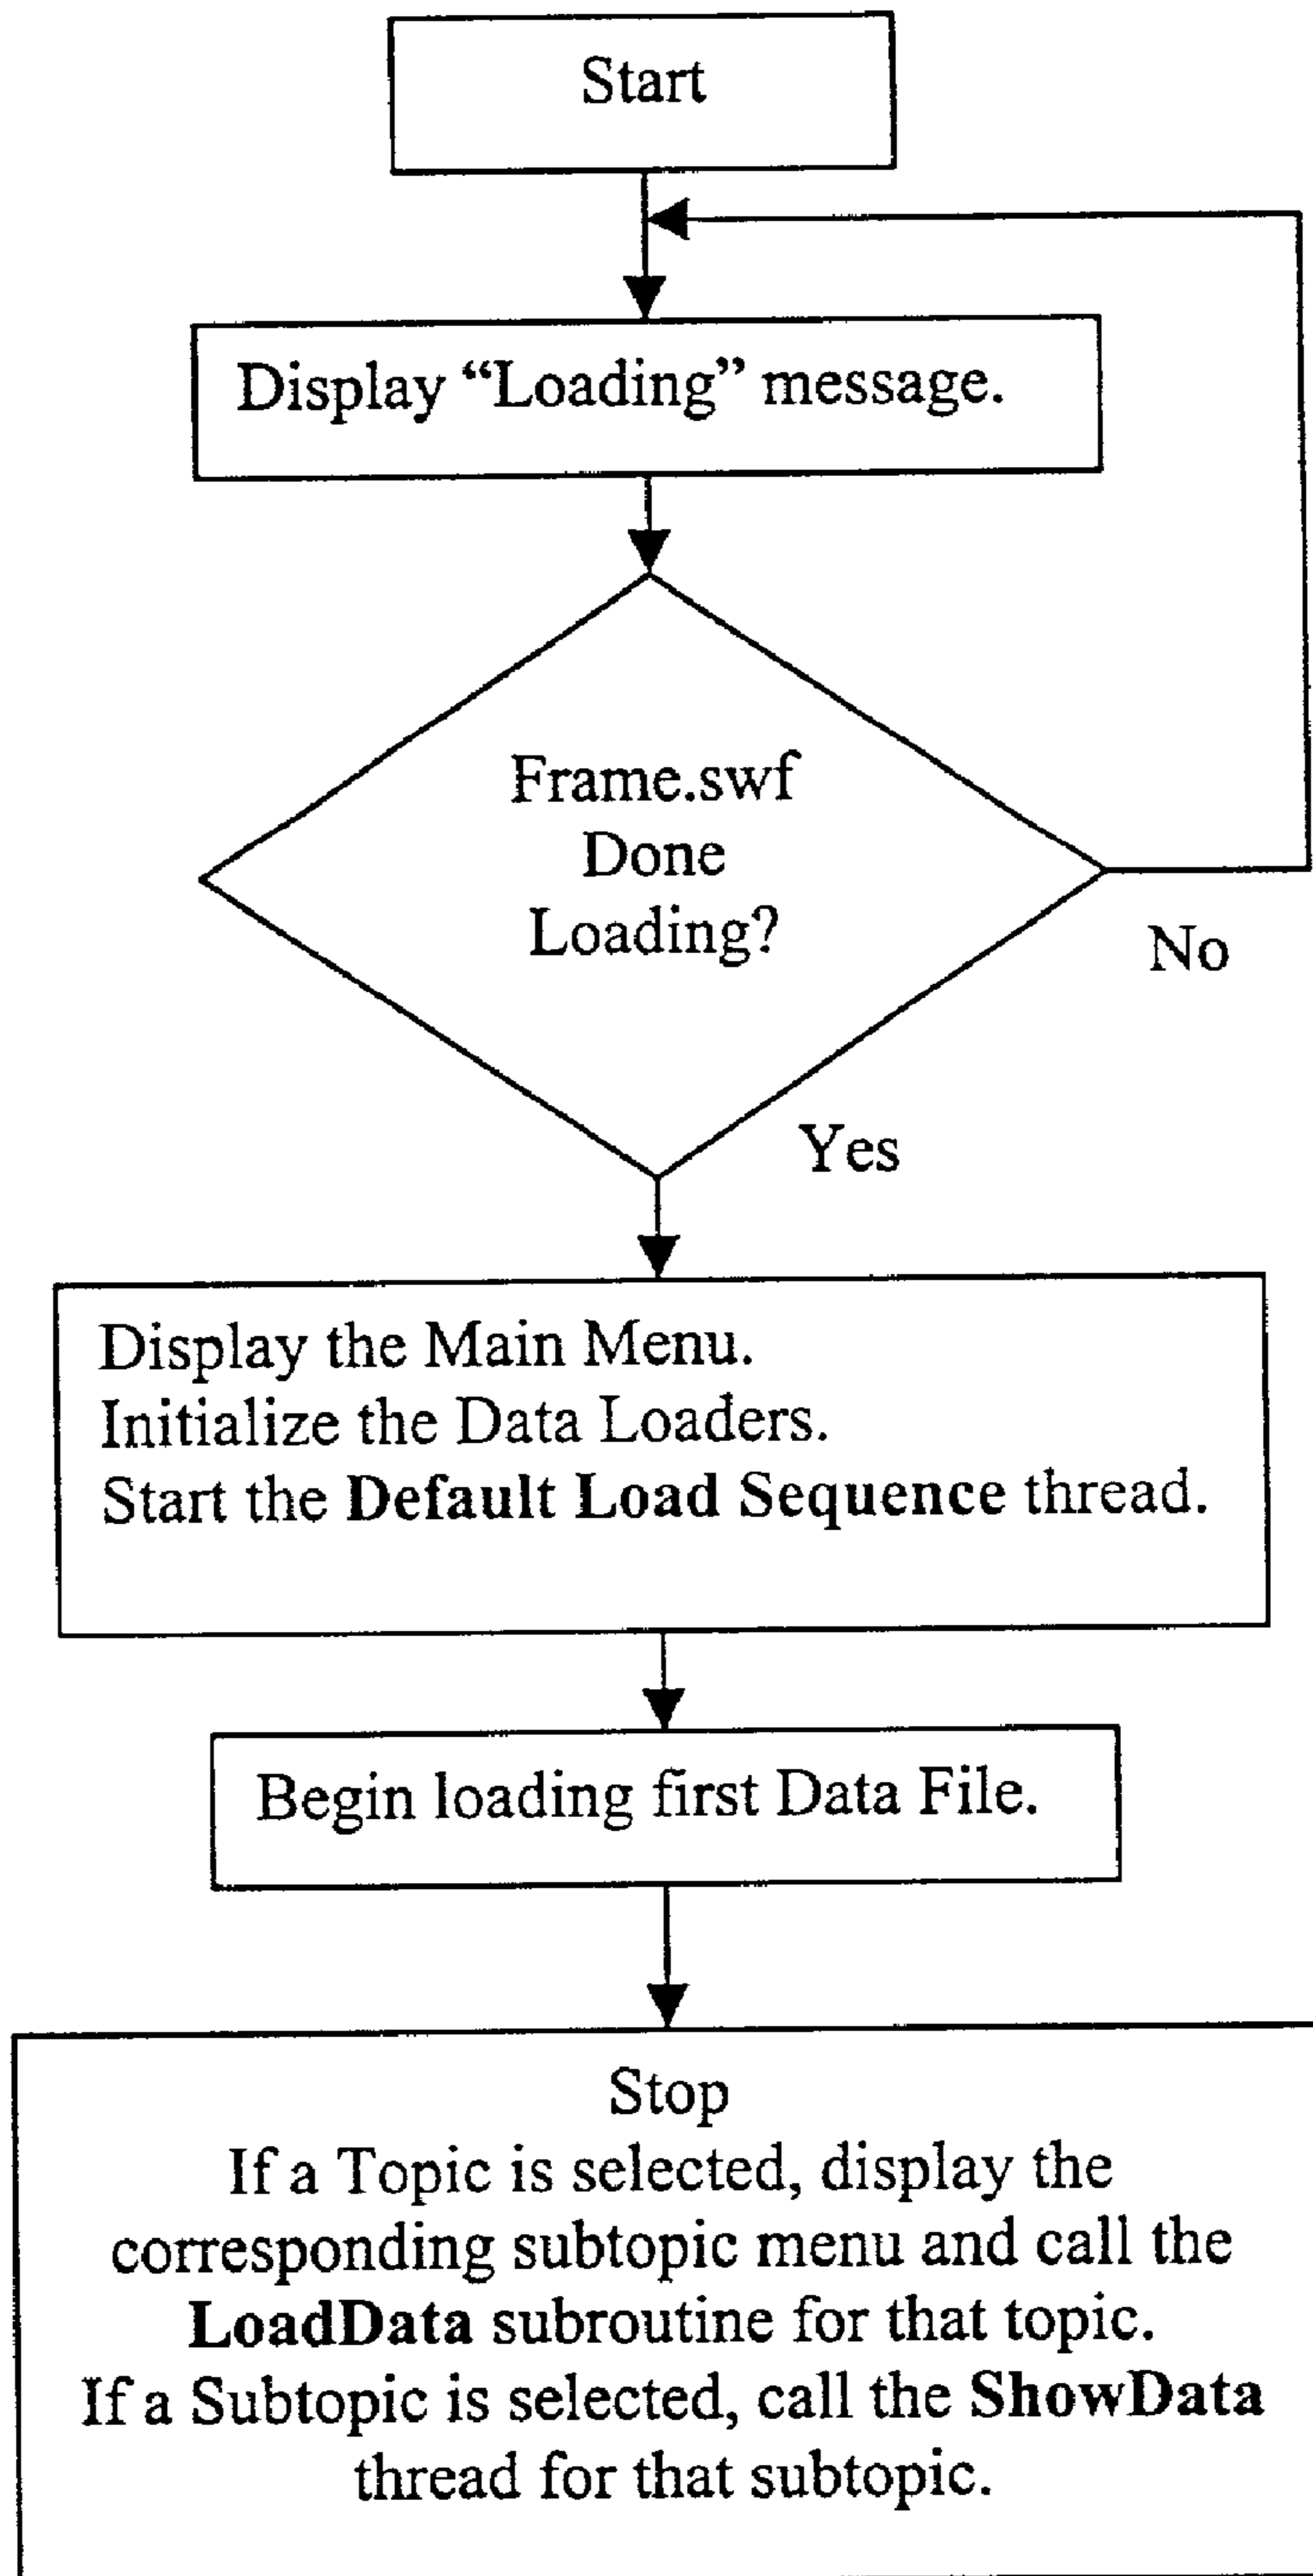 Start
Display “Loading” message.
Frame.swf
Done
Loading?
No
Yes
Display the Main Menu.
Initialize the Data Loaders.
Start the Default Load Sequence thread.
Begin loading first Data File.
Stop
If a Topic is selected, display the
corresponding subtopic menu and call the
LoadData subroutine for that topic.
If a Subtopic is selected, call the ShowData
thread for that subtopic.